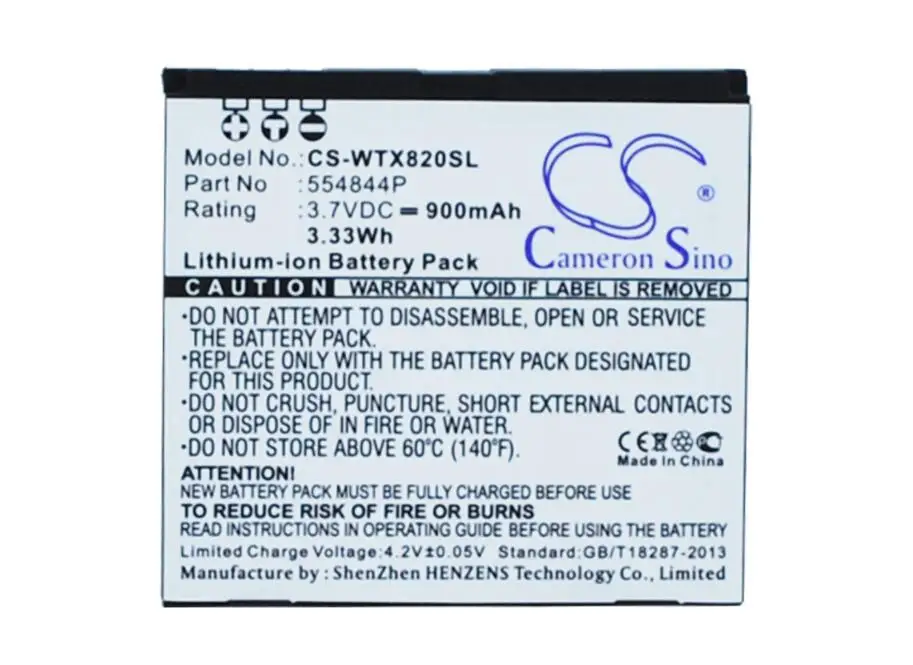 + T -
Model No.: CS-WTX820SL
Part No : 554844P
Rating : 3.7VDC ⎓ 900mAh
3.33Wh
Lithium-ion Battery Pack
CS
®
Cameron Sino
CAUTION WARRANTY VOID IF LABEL IS REMOVED
·DO NOT ATTEMPT TO DISASSEMBLE, OPEN OR SERVICE
THE BATTERY PACK.
·REPLACE ONLY WITH THE BATTERY PACK DESIGNATED
FOR THIS PRODUCT.
·DO NOT CRUSH, PUNCTURE, SHORT EXTERNAL CONTACTS
OR DISPOSE OF IN FIRE OR WATER.
·DO NOT STORE ABOVE 60°C (140°F).
CE
Made In China
ATTENTION!
NEW BATTERY PACK MUST BE FULLY CHARGED BEFORE USE
TO REDUCE RISK OF FIRE OR BURNS
READ INSTRUCTIONS IN OPERATING GUIDE BEFORE USING THE BATTERY
Limited Charge Voltage:4.2V±0.05V Standard:GB/T18287-2013
Manufacture by : ShenZhen HENZENS Technology Co., Limited